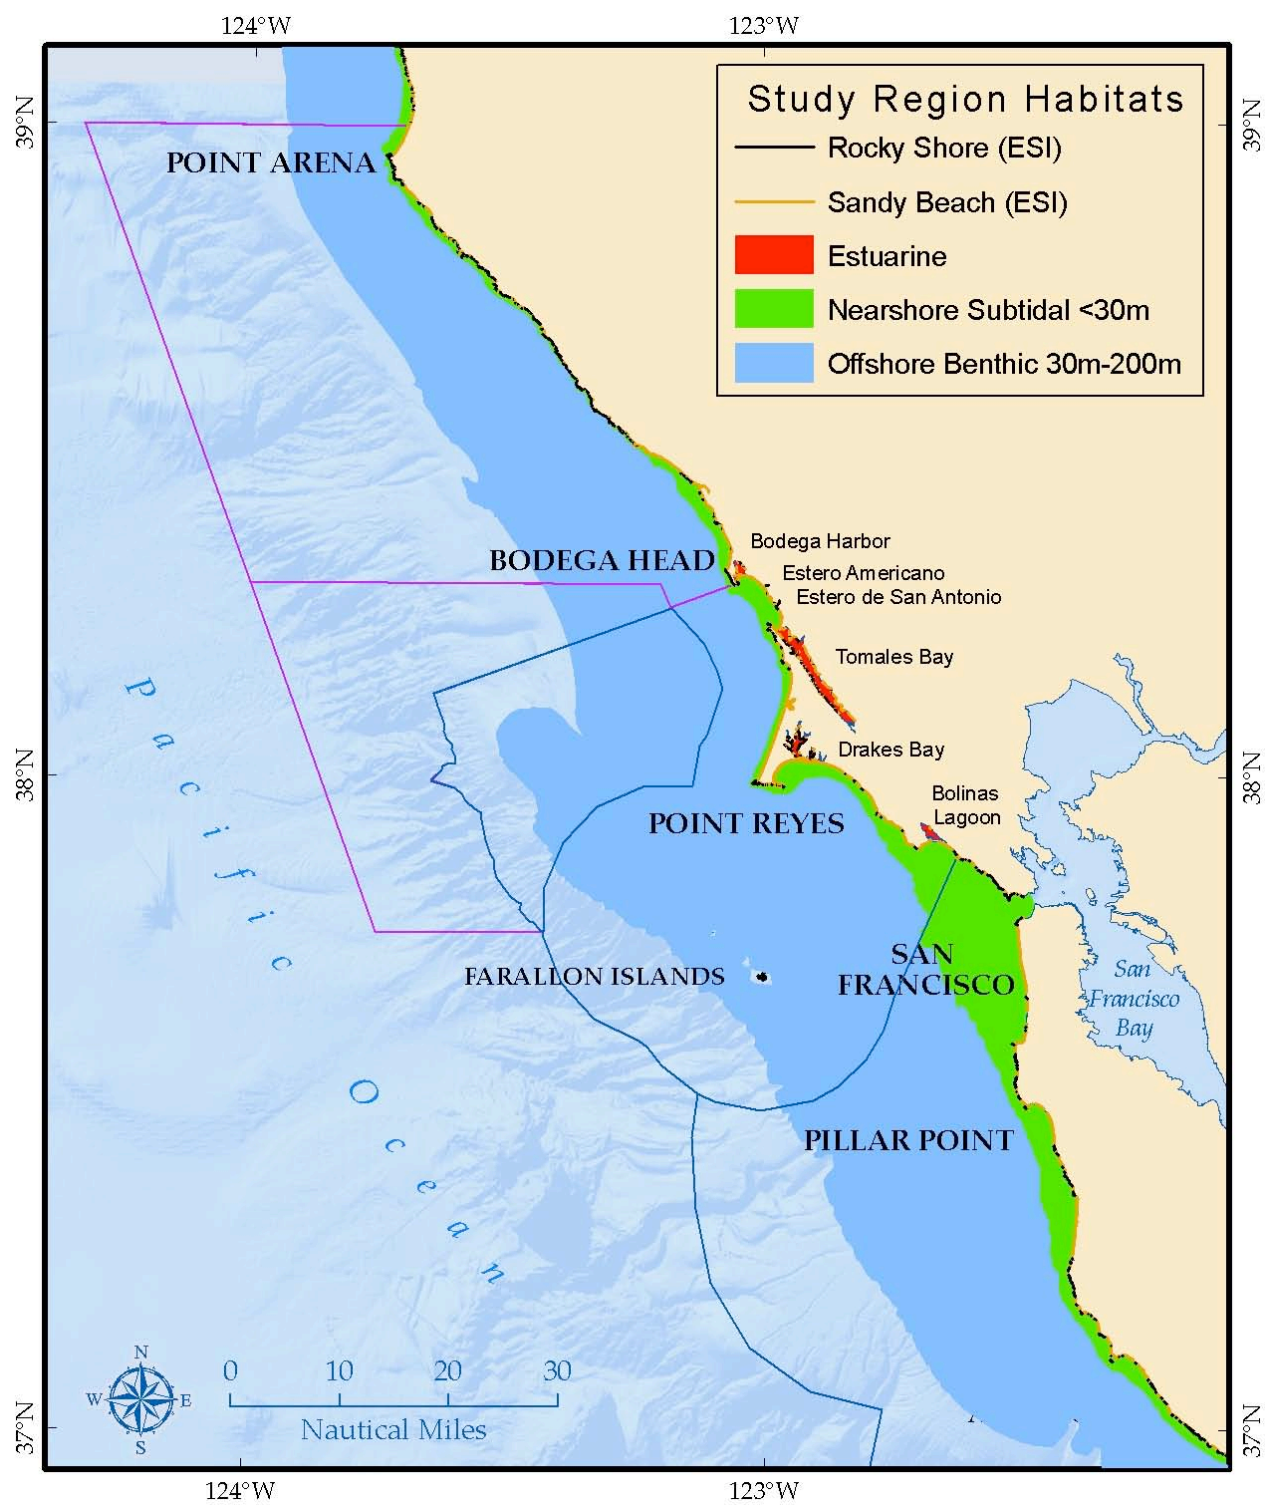 124°W
123°W
39°N
39°N
Study Region Habitats
Rocky Shore (ESI)
Sandy Beach (ESI)
Estuarine
Nearshore Subtidal <30m
Offshore Benthic 30m-200m
POINT ARENA
BODEGA HEAD
Bodega Harbor
Estero Americano
Estero de San Antonio
Tomales Bay
Drakes Bay
Bolinas
Lagoon
38°N
38°N
POINT REYES
Pacific
Ocean
FARALLON ISLANDS
SAN
FRANCISCO
San
Francisco
Bay
PILLAR POINT
N
W
E
S
0 10 20 30
Nautical Miles
37°N
37°N
124°W
123°W